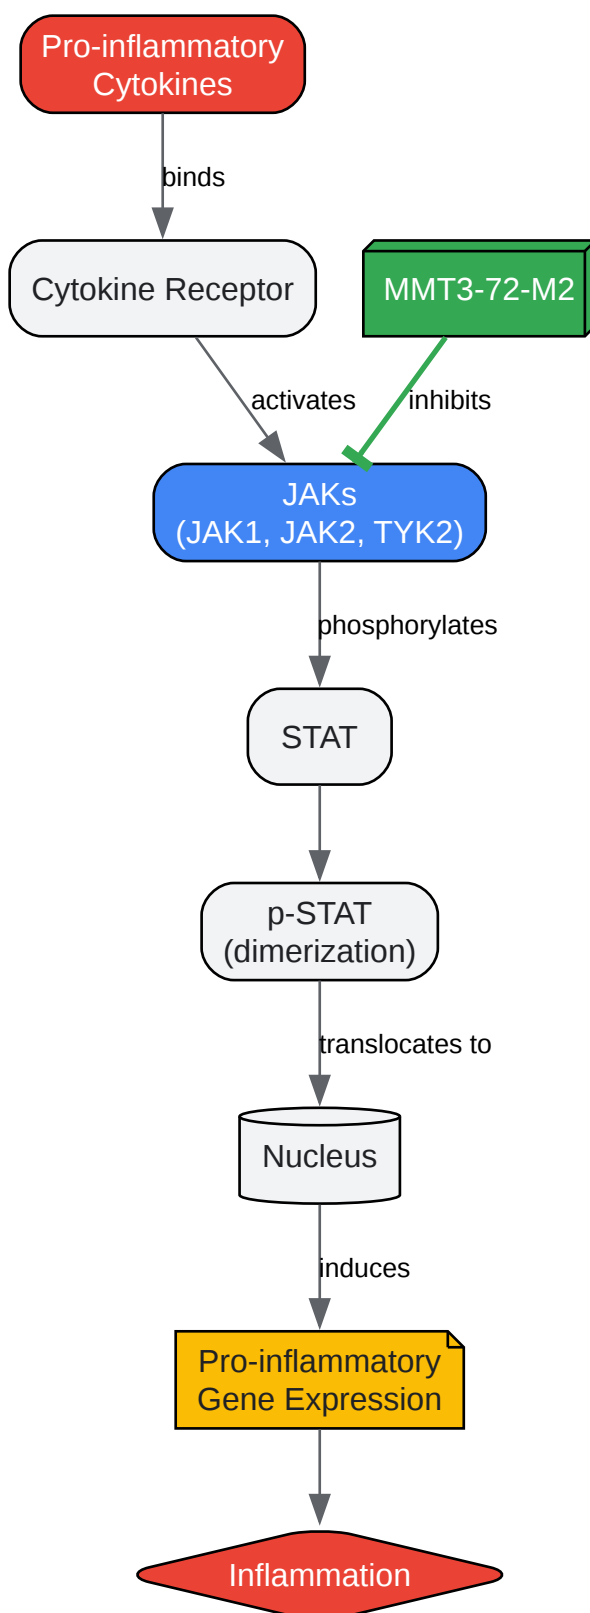 Pro-inflammatory
Cytokines
binds
Cytokine Receptor
MMT3-72-M2
activates
inhibits
JAKs
(JAK1, JAK2, TYK2)
phosphorylates
STAT
p-STAT
(dimerization)
translocates to
Nucleus
induces
Pro-inflammatory
Gene Expression
Inflammation